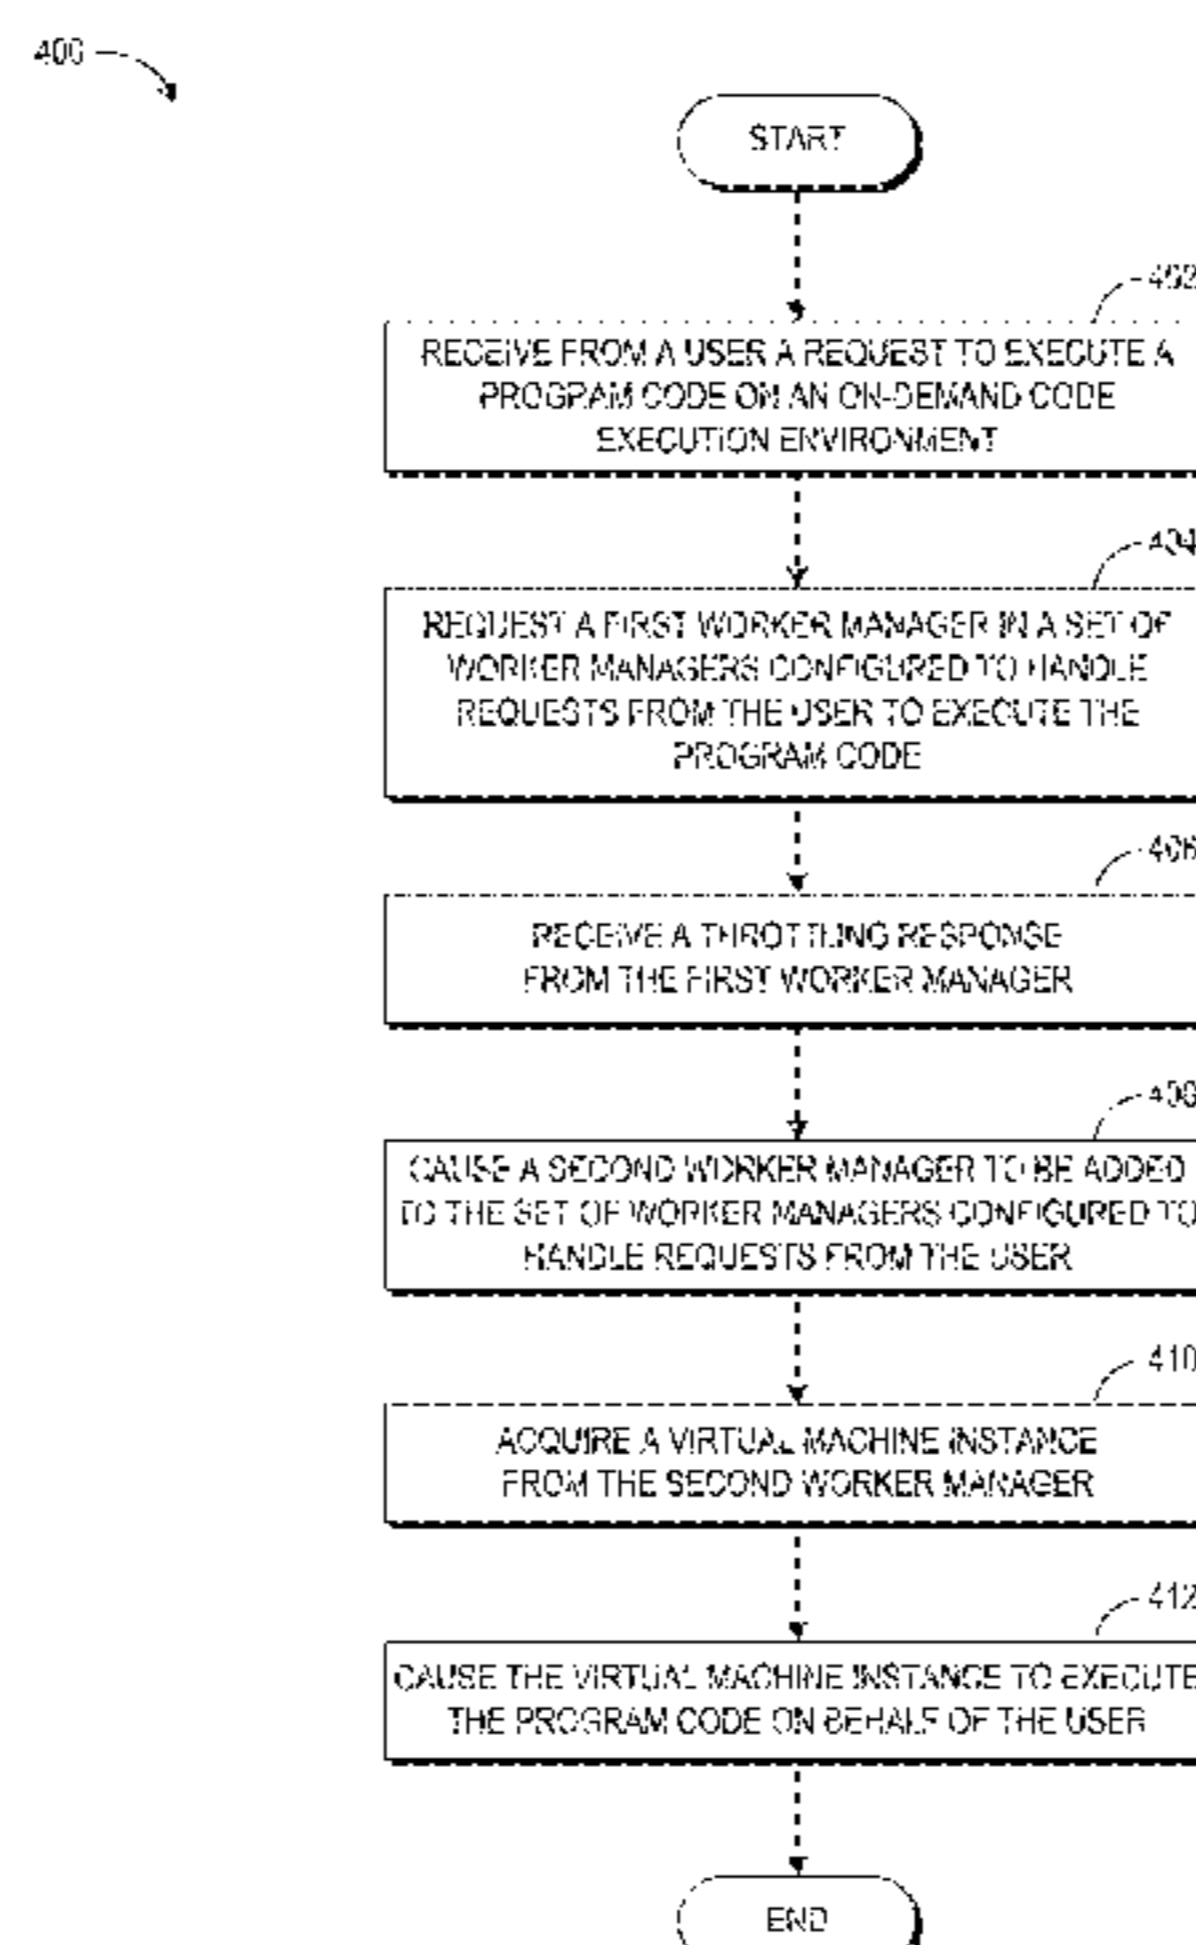 400
START
402
RECEIVE FROM A USER A REQUEST TO EXECUTE A
PROGRAM CODE ON AN ON-DEMAND CODE
EXECUTION ENVIRONMENT
404
REQUEST A FIRST WORKER MANAGER IN A SET OF
WORKER MANAGERS CONFIGURED TO HANDLE
REQUESTS FROM THE USER TO EXECUTE THE
PROGRAM CODE
406
RECEIVE A THROTTLING RESPONSE
FROM THE FIRST WORKER MANAGER
408
CAUSE A SECOND WORKER MANAGER TO BE ADDED
TO THE SET OF WORKER MANAGERS CONFIGURED TO
HANDLE REQUESTS FROM THE USER
410
ACQUIRE A VIRTUAL MACHINE INSTANCE
FROM THE SECOND WORKER MANAGER
412
CAUSE THE VIRTUAL MACHINE INSTANCE TO EXECUTE
THE PROGRAM CODE ON BEHALF OF THE USER
END